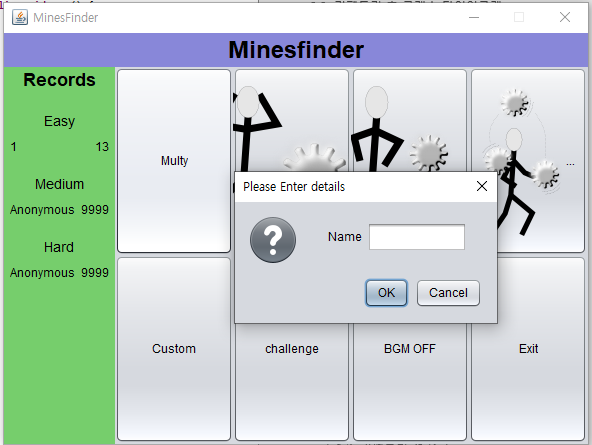 MinesFinder
Minesfinder
Records
Easy
1 13
Medium
Anonymous 9999
Hard
Anonymous 9999
Multy
...
Custom
challenge
BGM OFF
Exit
Please Enter details
?
Name
OK
Cancel